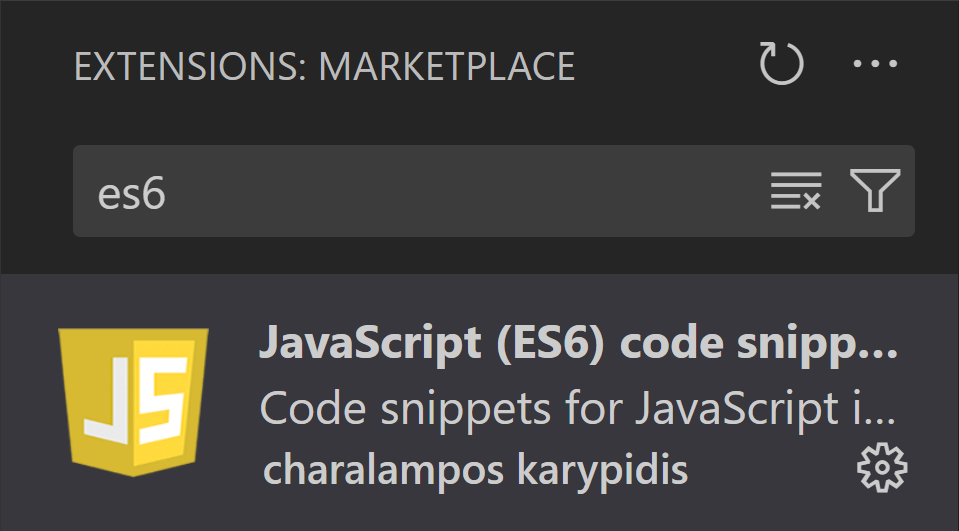 EXTENSIONS: MARKETPLACE
es6
JS
JavaScript (ES6) code snipp...
Code snippets for JavaScript i...
charalampos karypidis